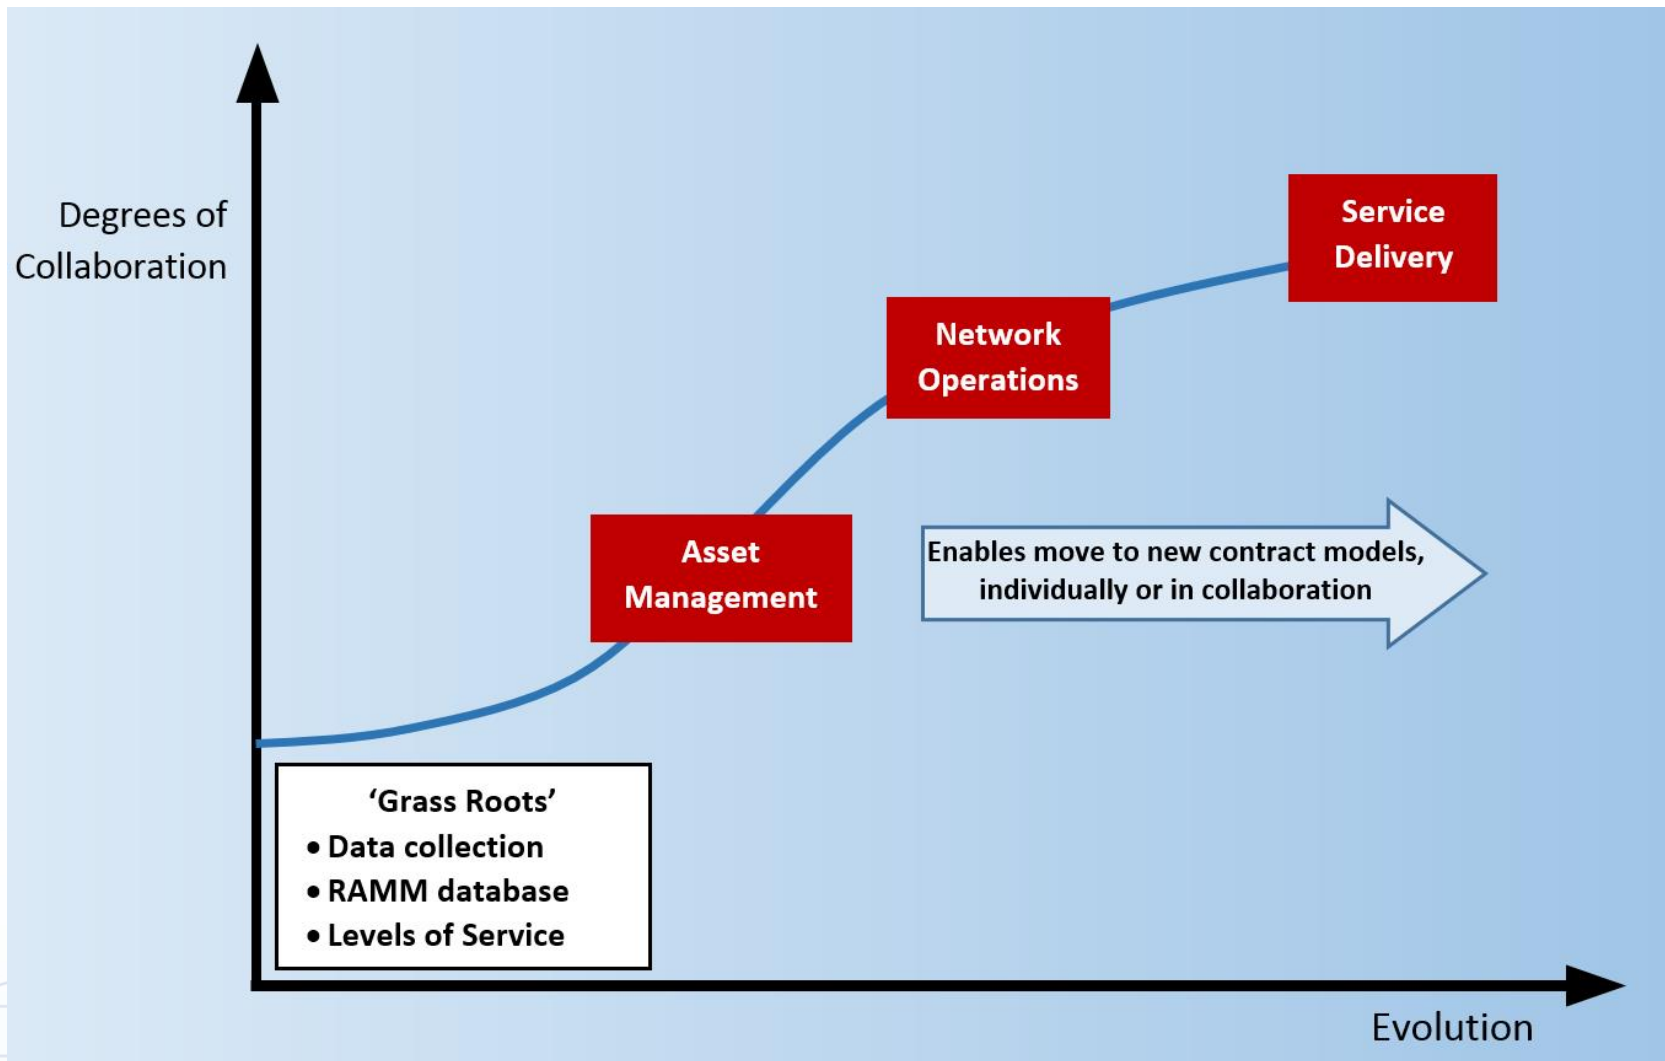 Degrees of
Collaboration
Service
Delivery
Network
Operations
Asset
Management
Enables move to new contract models,
individually or in collaboration
‘Grass Roots’
• Data collection
• RAMM database
• Levels of Service
Evolution